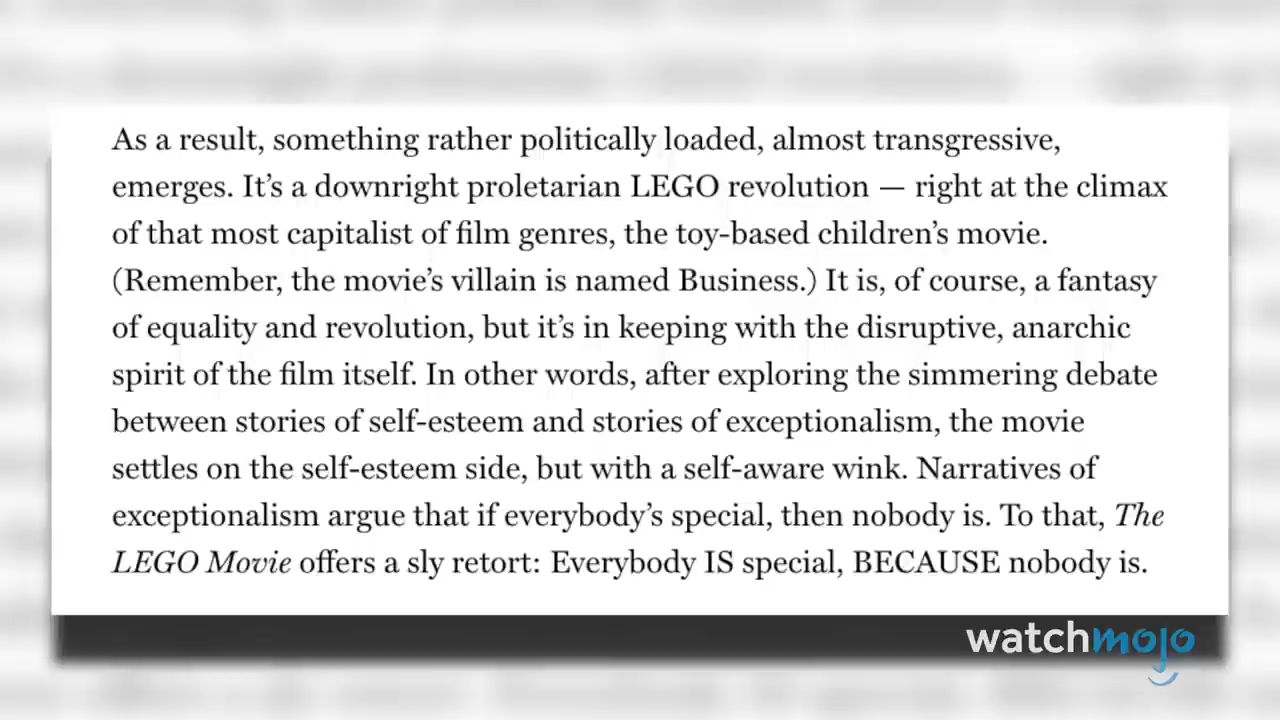 As a result, something rather politically loaded, almost transgressive,
emerges. It’s a downright proletarian LEGO revolution — right at the climax
of that most capitalist of film genres, the toy-based children’s movie.
(Remember, the movie’s villain is named Business.) It is, of course, a fantasy
of equality and revolution, but it’s in keeping with the disruptive, anarchic
spirit of the film itself. In other words, after exploring the simmering debate
between stories of self-esteem and stories of exceptionalism, the movie
settles on the self-esteem side, but with a self-aware wink. Narratives of
exceptionalism argue that if everybody’s special, then nobody is. To that, The
LEGO Movie offers a sly retort: Everybody IS special, BECAUSE nobody is.
watchmojo